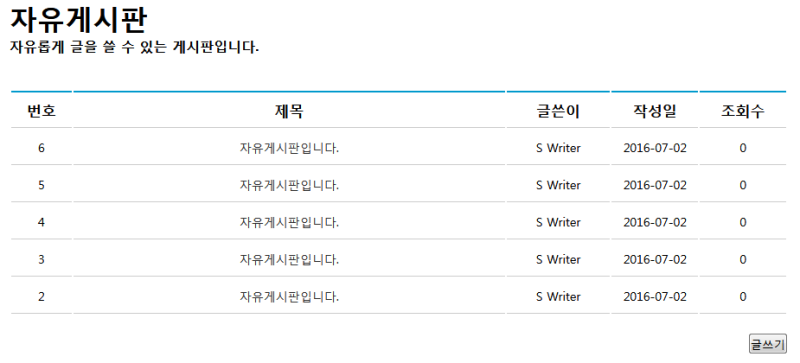 자유게시판
자유롭게 글을 쓸 수 있는 게시판입니다.
번호 제목 글쓴이 작성일 조회수
6 자유게시판입니다. S Writer 2016-07-02 0
5 자유게시판입니다. S Writer 2016-07-02 0
4 자유게시판입니다. S Writer 2016-07-02 0
3 자유게시판입니다. S Writer 2016-07-02 0
2 자유게시판입니다. S Writer 2016-07-02 0
글쓰기